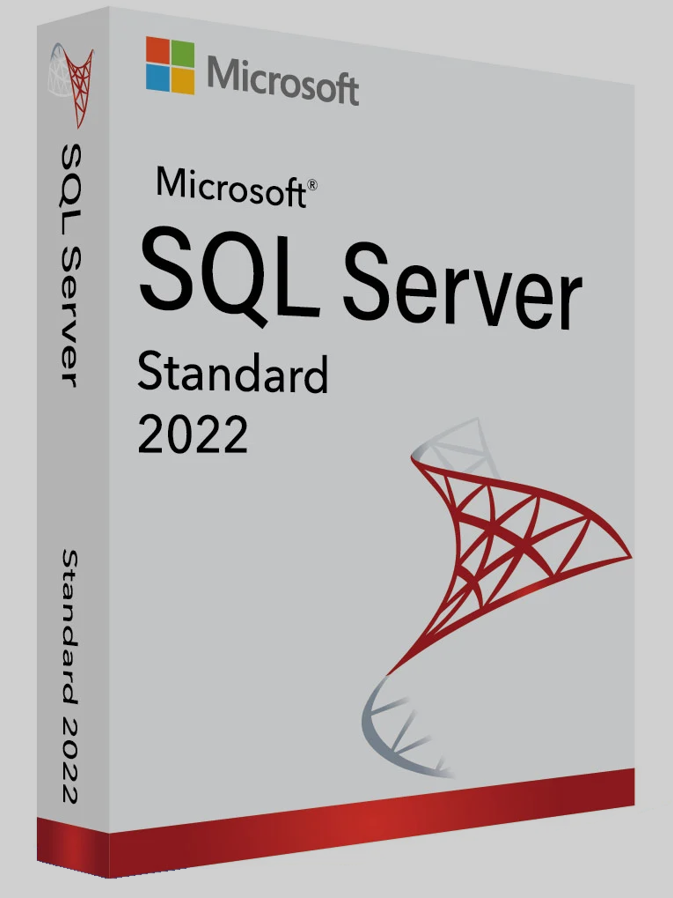 Microsoft
Microsoft®
SQL Server
Standard
2022
SQL Server
Standard 2022